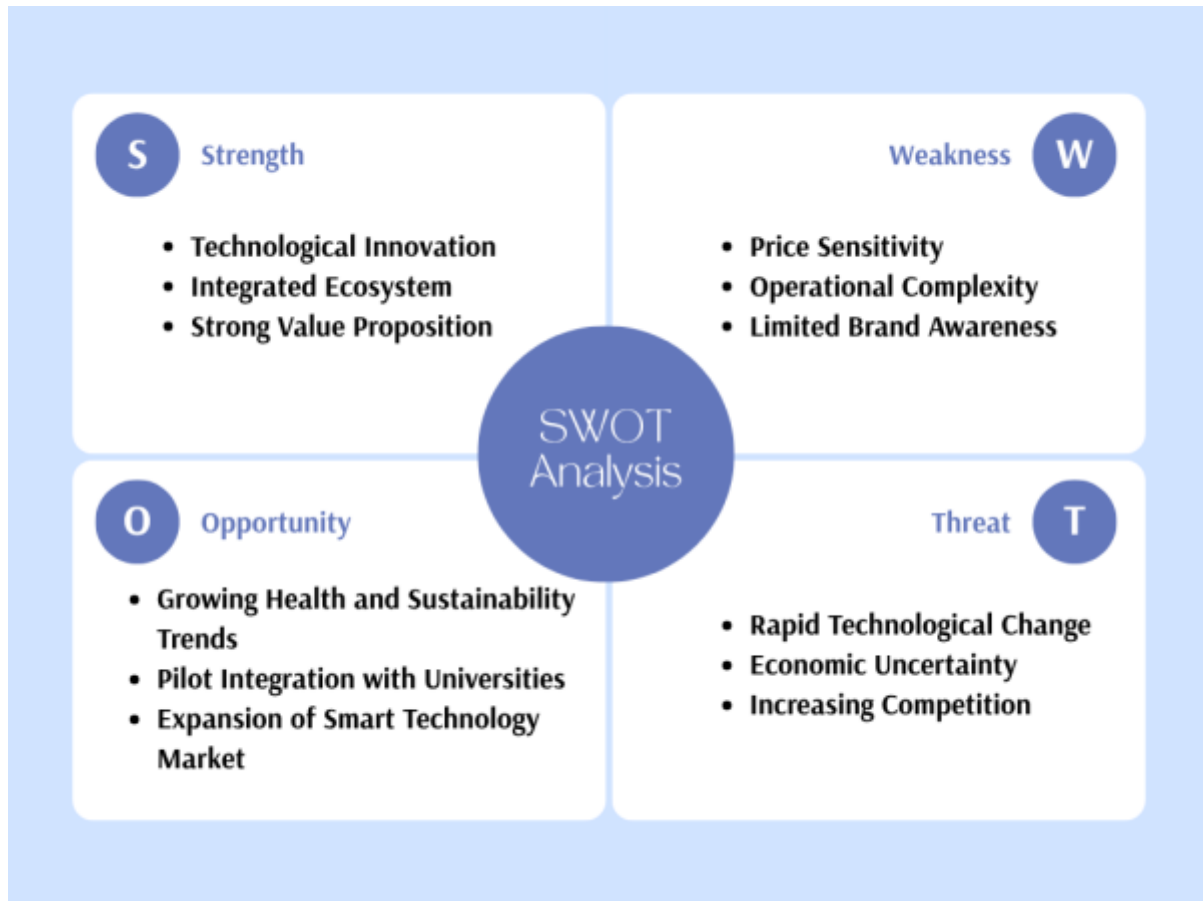 S Strength
• Technological Innovation
• Integrated Ecosystem
• Strong Value Proposition
Weakness W
• Price Sensitivity
• Operational Complexity
• Limited Brand Awareness
SWOT
Analysis
O Opportunity
• Growing Health and Sustainability
Trends
• Pilot Integration with Universities
• Expansion of Smart Technology
Market
Threat T
• Rapid Technological Change
• Economic Uncertainty
• Increasing Competition